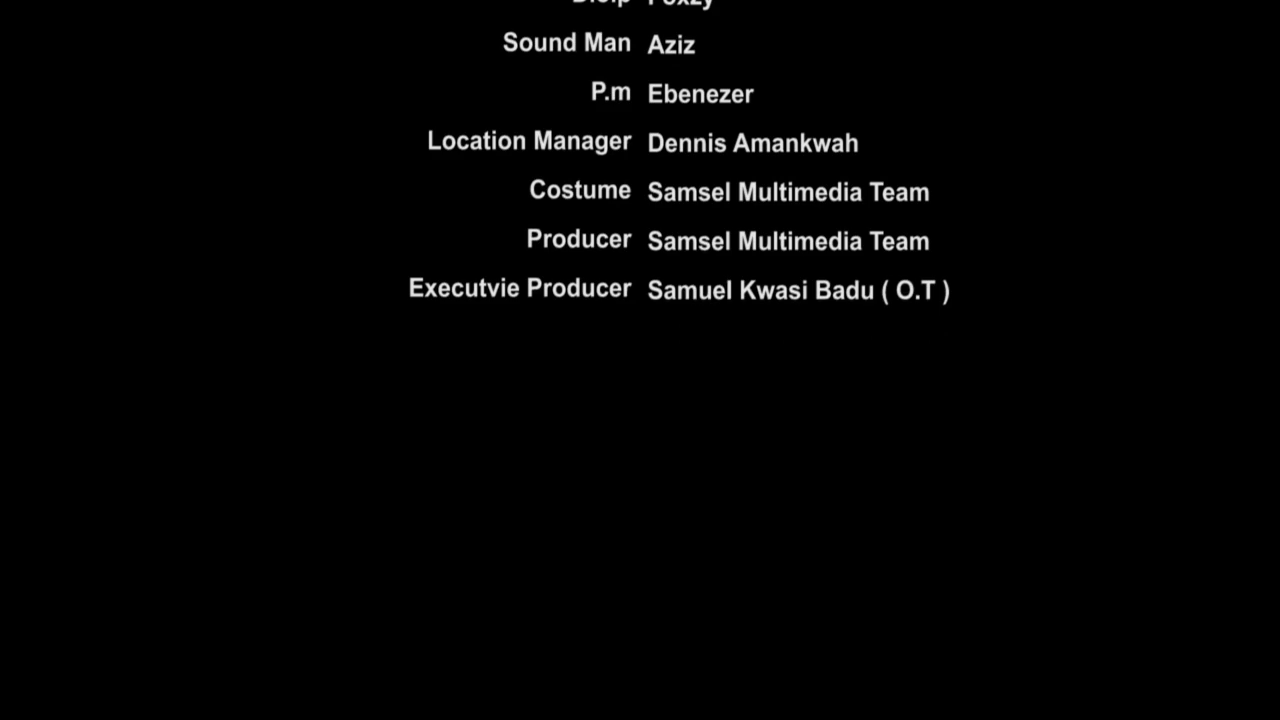 Sound Man Aziz
P.m Ebenezer
Location Manager Dennis Amankwah
Costume Samsel Multimedia Team
Producer Samsel Multimedia Team
Executvie Producer Samuel Kwasi Badu ( O.T )